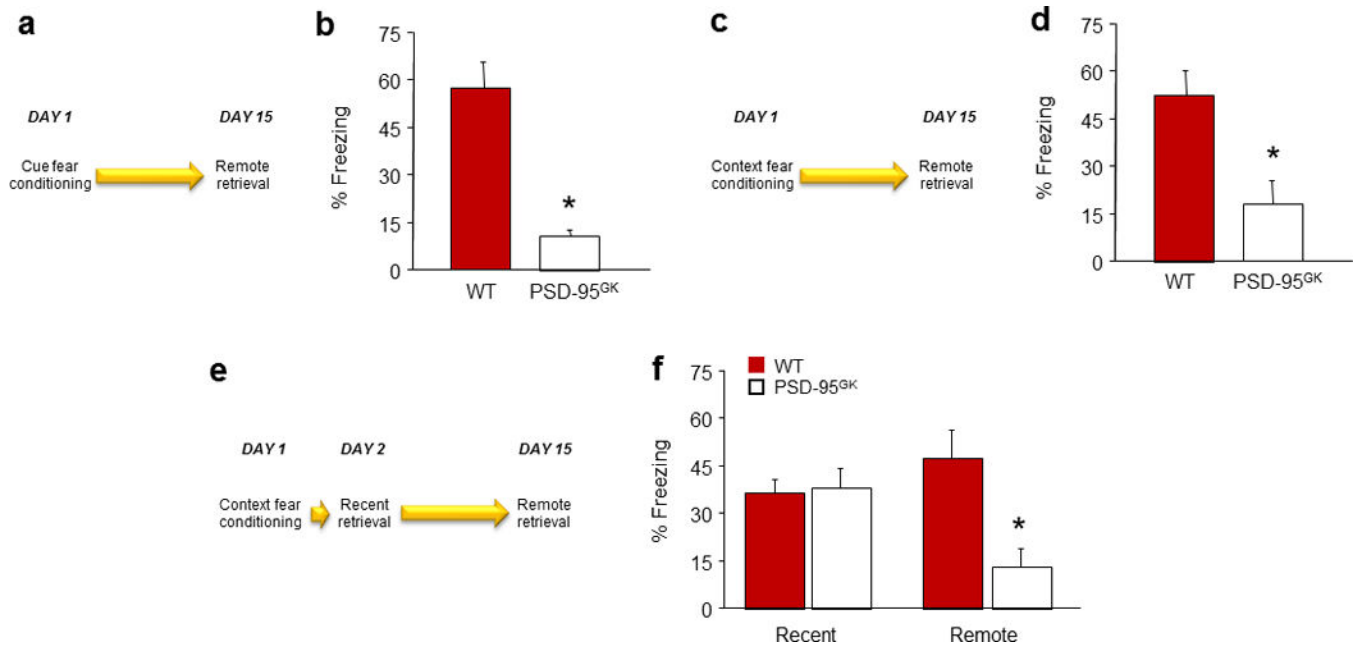 a
DAY 1
DAY 15
Cue fear
conditioning
Remote
retrieval
b
% Freezing
75
60
45
30
15
0
*
WT
PSD-95GK
c
DAY 1
DAY 15
Context fear
conditioning
Remote
retrieval
d
% Freezing
75
60
45
30
15
0
*
WT
PSD-95GK
e
DAY 1
DAY 2
DAY 15
Context fear
conditioning
Recent
retrieval
Remote
retrieval
f
WT
PSD-95GK
% Freezing
75
60
45
30
15
0
*
Recent
Remote